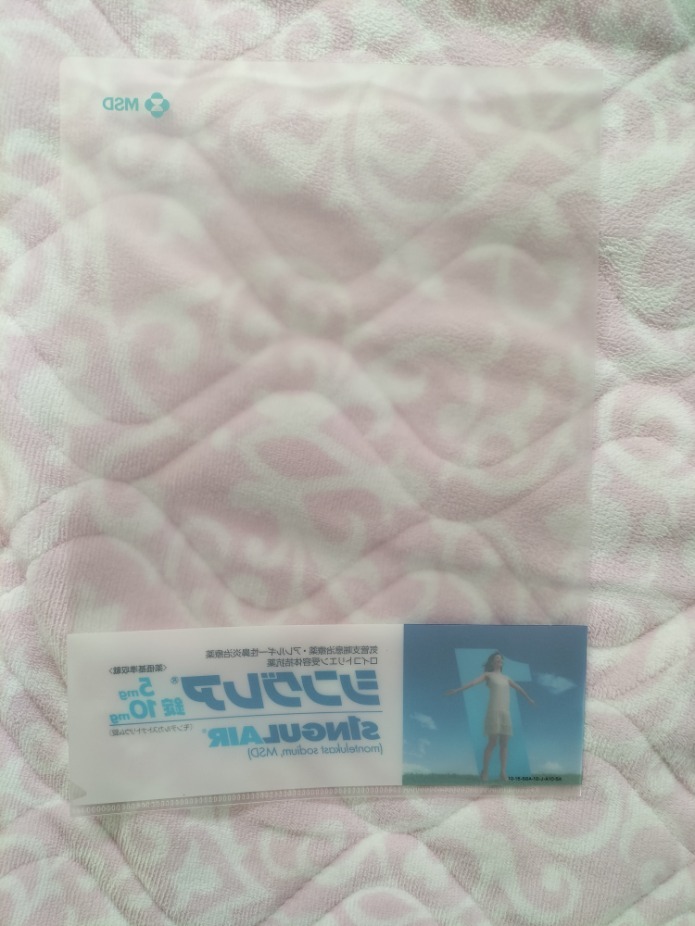 MSD
気管支喘息治療薬・アレルギー性鼻炎治療薬
ロイコトリエン受容体拮抗薬
<薬価基準収載>
シングレア® 錠 5mg 10mg
SINGULAIR®
(モンテルカストナトリウム錠)
(montelukast sodium, MSD)